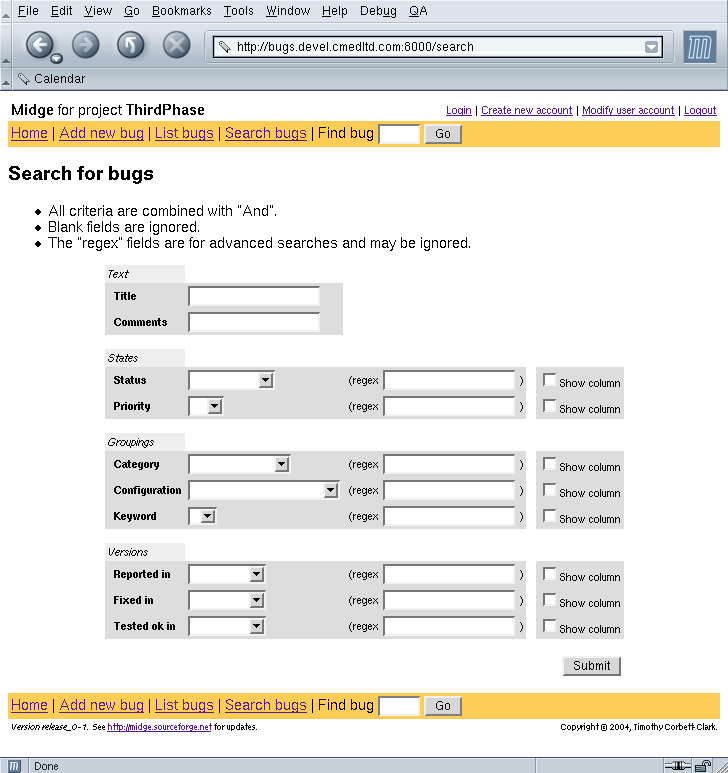 File Edit View Go Bookmarks Tools Window Help Debug QA
http://bugs.devel.cmedltd.com:8000/search
Calendar
Midge for project ThirdPhase Login | Create new account | Modify user account | Logout
Home | Add new bug | List bugs | Search bugs | Find bug Go
Search for bugs
All criteria are combined with "And".
Blank fields are ignored.
The "regex" fields are for advanced searches and may be ignored.
Text
Title
Comments
States
Status (regex ) Show column
Priority (regex ) Show column
Groupings
Category (regex ) Show column
Configuration (regex ) Show column
Keyword (regex ) Show column
Versions
Reported in (regex ) Show column
Fixed in (regex ) Show column
Tested ok in (regex ) Show column
Submit
Home | Add new bug | List bugs | Search bugs | Find bug Go
Version release_0-1. See http://midge.sourceforge.net for updates. Copyright © 2004, Timothy Corbett-Clark.
Done